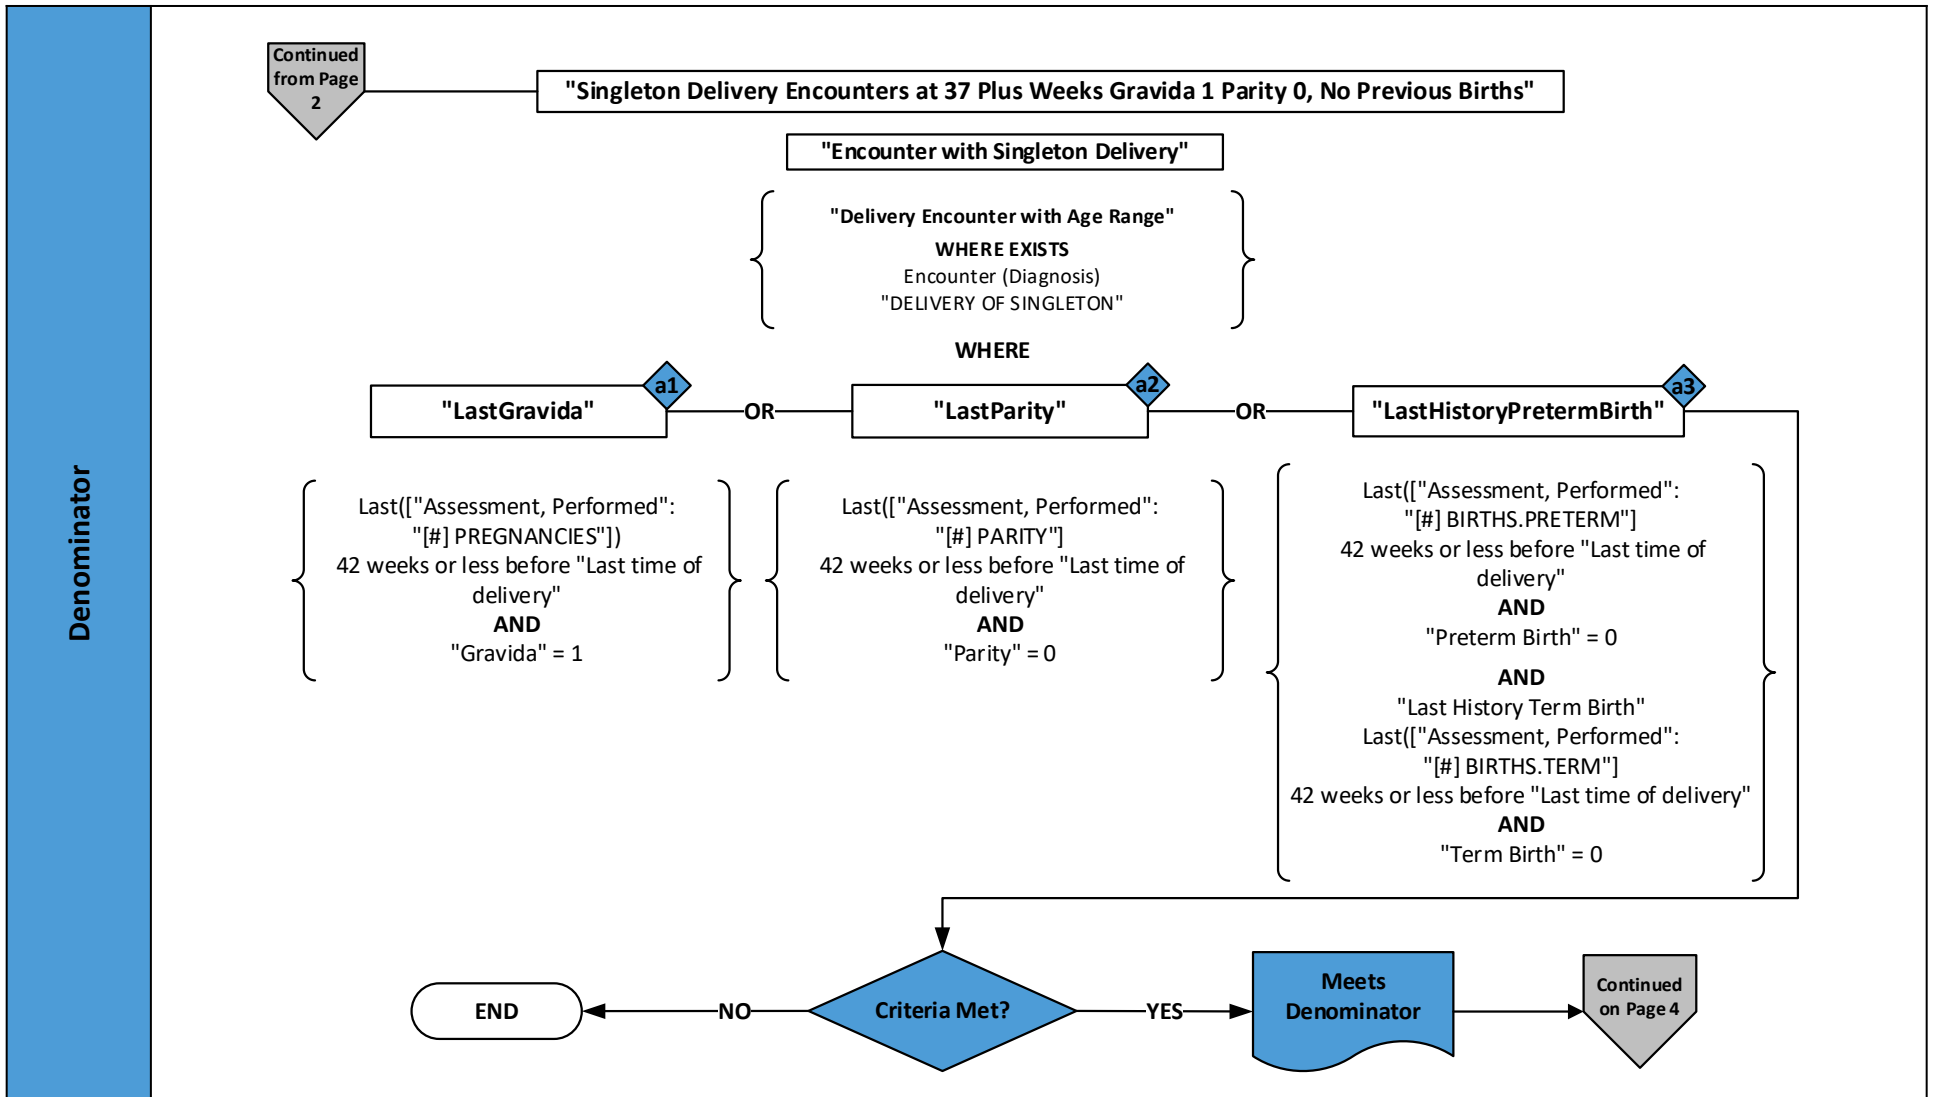 Denominator
Continued
from Page
2
"Singleton Delivery Encounters at 37 Plus Weeks Gravida 1 Parity 0, No Previous Births"
"Encounter with Singleton Delivery"
"Delivery Encounter with Age Range"
WHERE EXISTS
Encounter (Diagnosis)
"DELIVERY OF SINGLETON"
WHERE
"LastGravida"
a1
OR
"LastParity"
a2
OR
"LastHistoryPretermBirth"
a3
Last(["Assessment, Performed":
"[#] PREGNANCIES"])
42 weeks or less before "Last time of
delivery"
AND
"Gravida" = 1
Last(["Assessment, Performed":
"[#] PARITY"]
42 weeks or less before "Last time of
delivery"
AND
"Parity" = 0
Last(["Assessment, Performed":
"[#] BIRTHS.PRETERM"]
42 weeks or less before "Last time of
delivery"
AND
"Preterm Birth" = 0
AND
"Last History Term Birth"
Last(["Assessment, Performed":
"[#] BIRTHS.TERM"]
42 weeks or less before "Last time of delivery"
AND
"Term Birth" = 0
END
NO
Criteria Met?
YES
Meets
Denominator
Continued
on Page 4